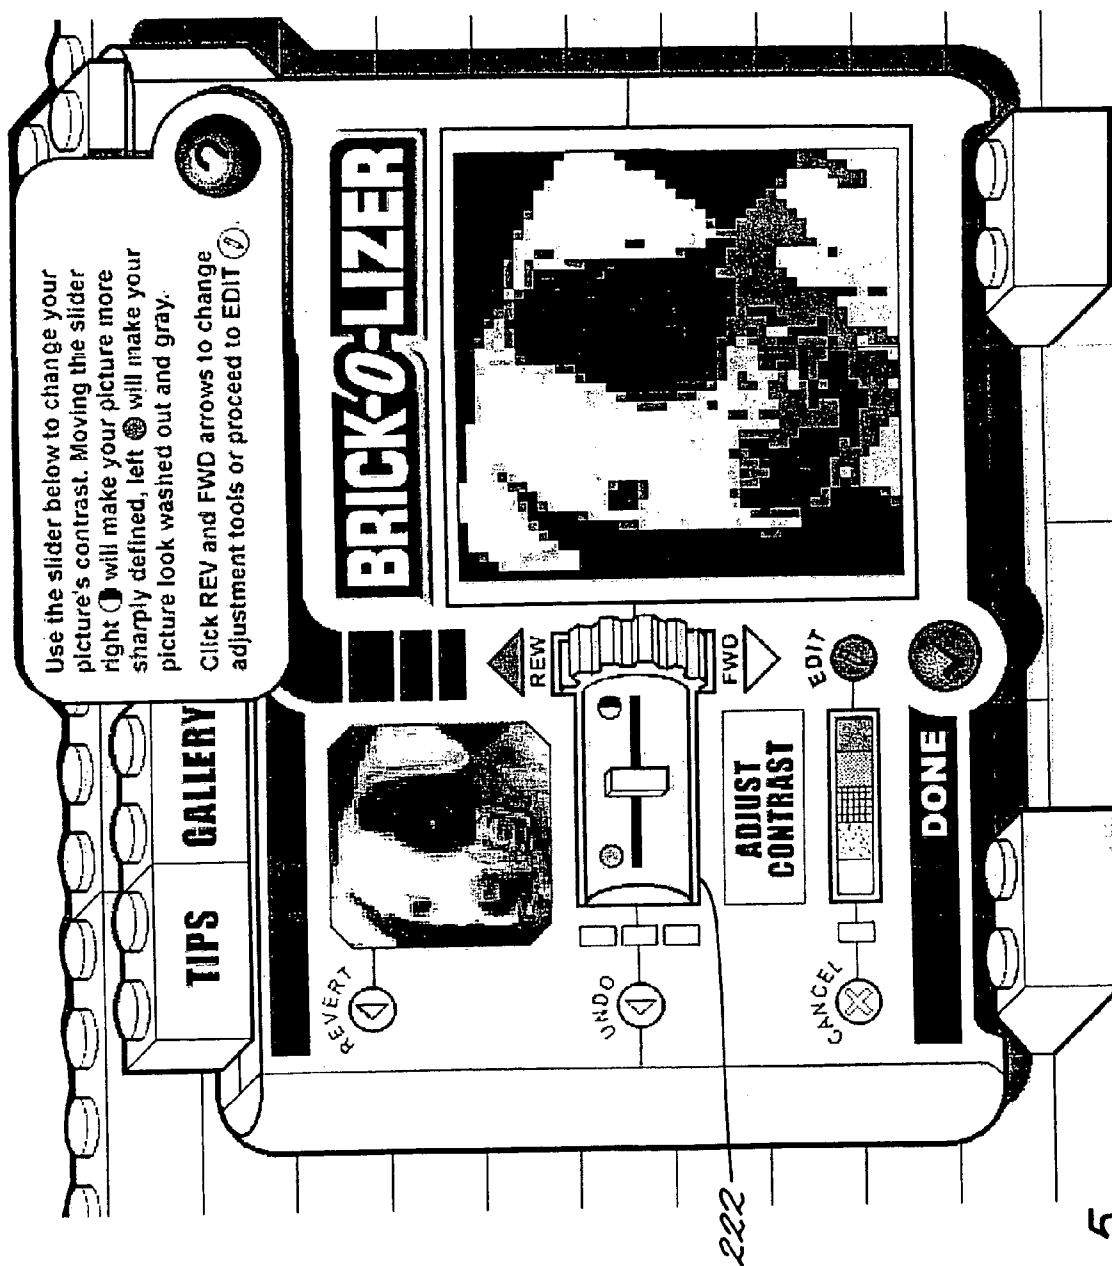 Use the slider below to change your
picture's contrast. Moving the slider
right will make your picture more
sharply defined, left will make your
picture look washed out and gray.
Click REV and FWD arrows to change
adjustment tools or proceed to EDIT
?
TIPS
GALLERY
BRICK-O-LIZER
REVERT
REW
UNDO
FWD
ADJUST
CONTRAST
CANCEL
EDIT
DONE
222
5